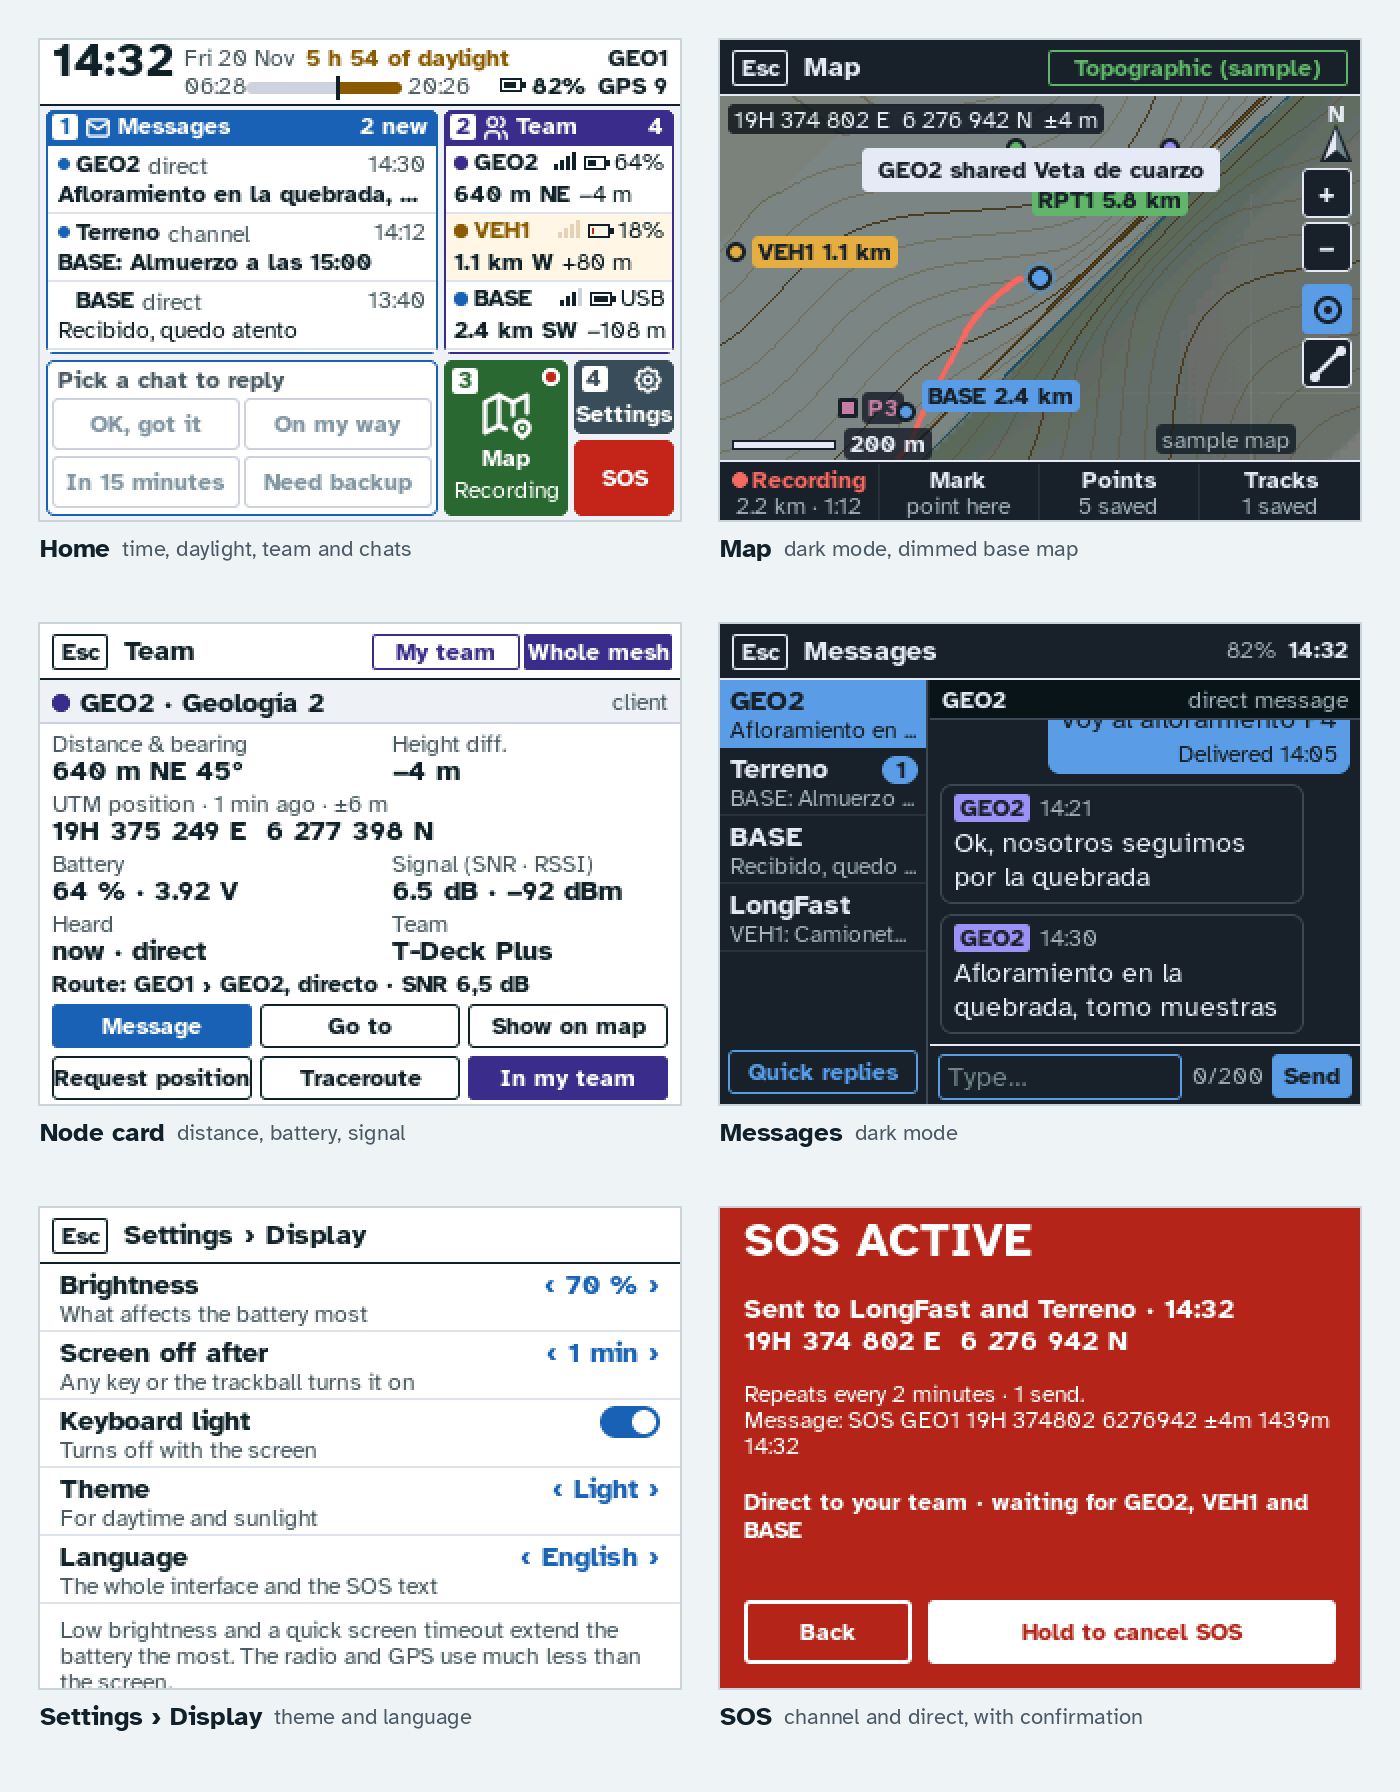 14:32 Fri 20 Nov 5 h 54 of daylight GEO1
06:28 20:26 82% GPS 9
1 Messages 2 new
GEO2 direct 14:30
Afloramiento en la quebrada, ...
Terreno channel 14:12
BASE: Almuerzo a las 15:00
BASE direct 13:40
Recibido, quedo atento
2 Team 4
GEO2 64%
640 m NE −4 m
VEH1 18%
1.1 km W +80 m
BASE USB
2.4 km SW −108 m
Pick a chat to reply
OK, got it On my way
In 15 minutes Need backup
3
Map
Recording
4
Settings
SOS
Home time, daylight, team and chats
Esc Map Topographic (sample)
19H 374 802 E 6 276 942 N ±4 m
N
GEO2 shared Veta de cuarzo
RPT1 5.8 km
+
VEH1 1.1 km
−
BASE 2.4 km
P3
200 m
sample map
Recording Mark Points Tracks
2.2 km · 1:12 point here 5 saved 1 saved
Map dark mode, dimmed base map
Esc Team My team Whole mesh
GEO2 · Geología 2 client
Distance & bearing Height diff.
640 m NE 45° −4 m
UTM position · 1 min ago · ±6 m
19H 375 249 E 6 277 398 N
Battery Signal (SNR · RSSI)
64 % · 3.92 V 6.5 dB · −92 dBm
Heard Team
now · direct T-Deck Plus
Route: GEO1 › GEO2, directo · SNR 6,5 dB
Message Go to Show on map
Request position Traceroute In my team
Node card distance, battery, signal
Esc Messages 82% 14:32
GEO2
Afloramiento en ...
Terreno 1
BASE: Almuerzo ...
BASE
Recibido, quedo ...
LongFast
VEH1: Camionet...
Quick replies
GEO2 direct message
Voy al afloramiento P4
Delivered 14:05
GEO2 14:21
Ok, nosotros seguimos
por la quebrada
GEO2 14:30
Afloramiento en la
quebrada, tomo muestras
Type... 0/200 Send
Messages dark mode
Esc Settings › Display
Brightness ‹ 70 % ›
What affects the battery most
Screen off after ‹ 1 min ›
Any key or the trackball turns it on
Keyboard light
Turns off with the screen
Theme ‹ Light ›
For daytime and sunlight
Language ‹ English ›
The whole interface and the SOS text
Low brightness and a quick screen timeout extend the
battery the most. The radio and GPS use much less than
the screen.
Settings › Display theme and language
SOS ACTIVE
Sent to LongFast and Terreno · 14:32
19H 374 802 E 6 276 942 N
Repeats every 2 minutes · 1 send.
Message: SOS GEO1 19H 374802 6276942 ±4m 1439m
14:32
Direct to your team · waiting for GEO2, VEH1 and
BASE
Back Hold to cancel SOS
SOS channel and direct, with confirmation